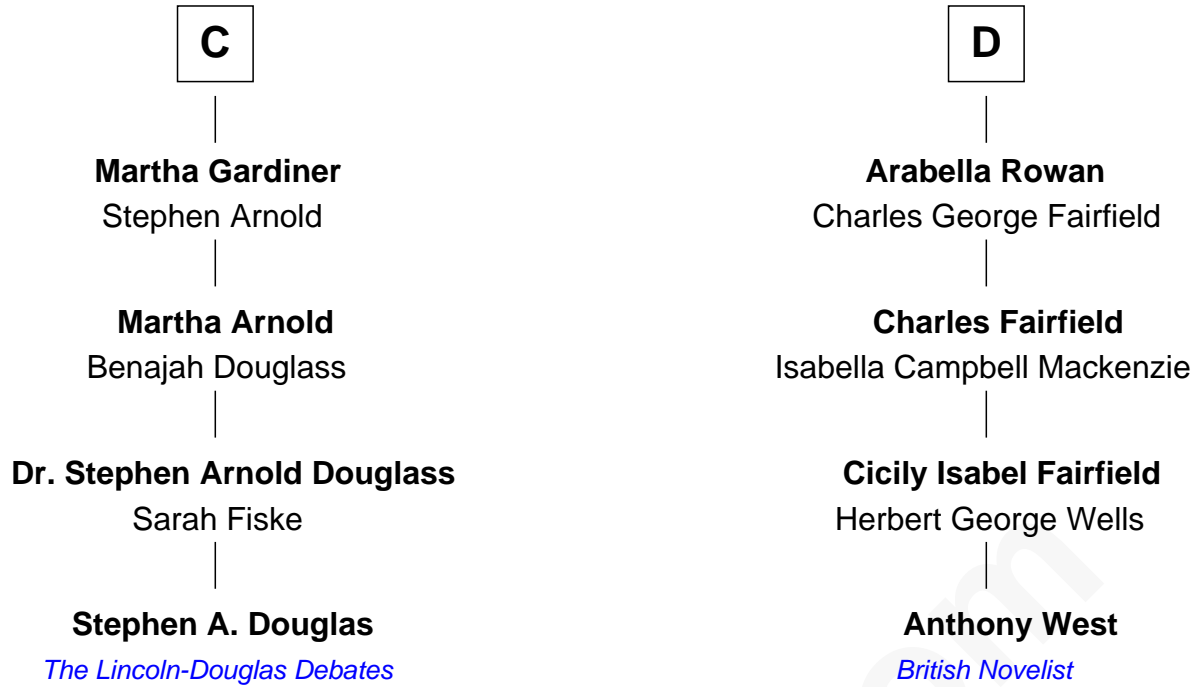 C
Martha Gardiner
Stephen Arnold
Martha Arnold
Benajah Douglass
Dr. Stephen Arnold Douglass
Sarah Fiske
Stephen A. Douglas
The Lincoln-Douglas Debates
D
Arabella Rowan
Charles George Fairfield
Charles Fairfield
Isabella Campbell Mackenzie
Cicily Isabel Fairfield
Herbert George Wells
Anthony West
British Novelist